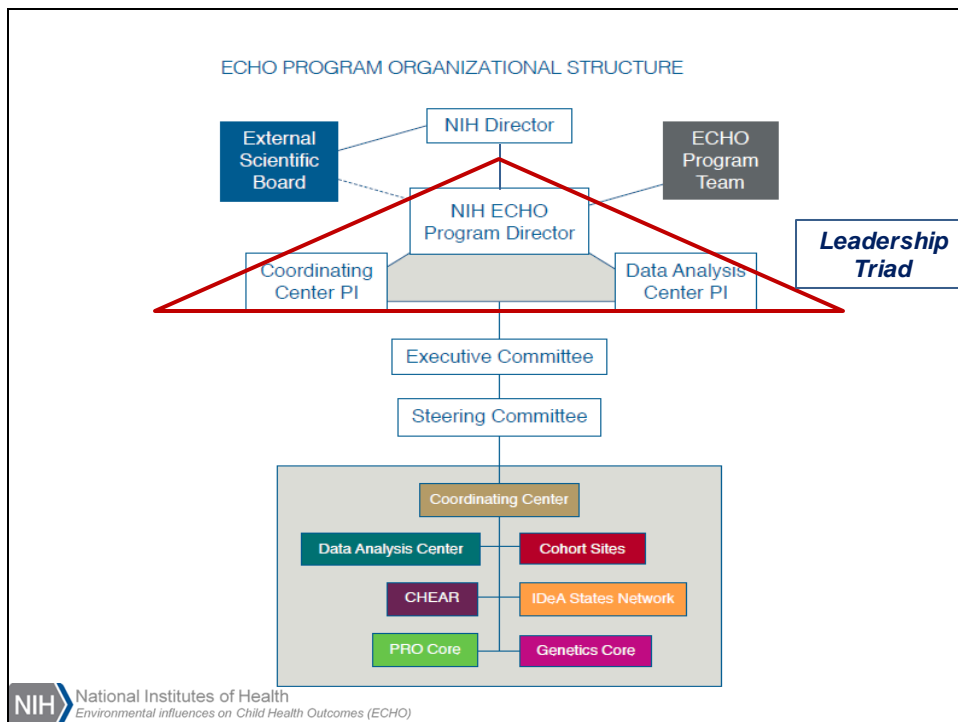 ECHO PROGRAM ORGANIZATIONAL STRUCTURE
NIH Director
External
Scientific
Board
ECHO
Program
Team
NIH ECHO
Program Director
Leadership
Triad
Coordinating
Center PI
Data Analysis
Center PI
Executive Committee
Steering Committee
Coordinating Center
Data Analysis Center
Cohort Sites
CHEAR
IDeA States Network
PRO Core
Genetics Core
NIH
National Institutes of Health
Environmental influences on Child Health Outcomes (ECHO)